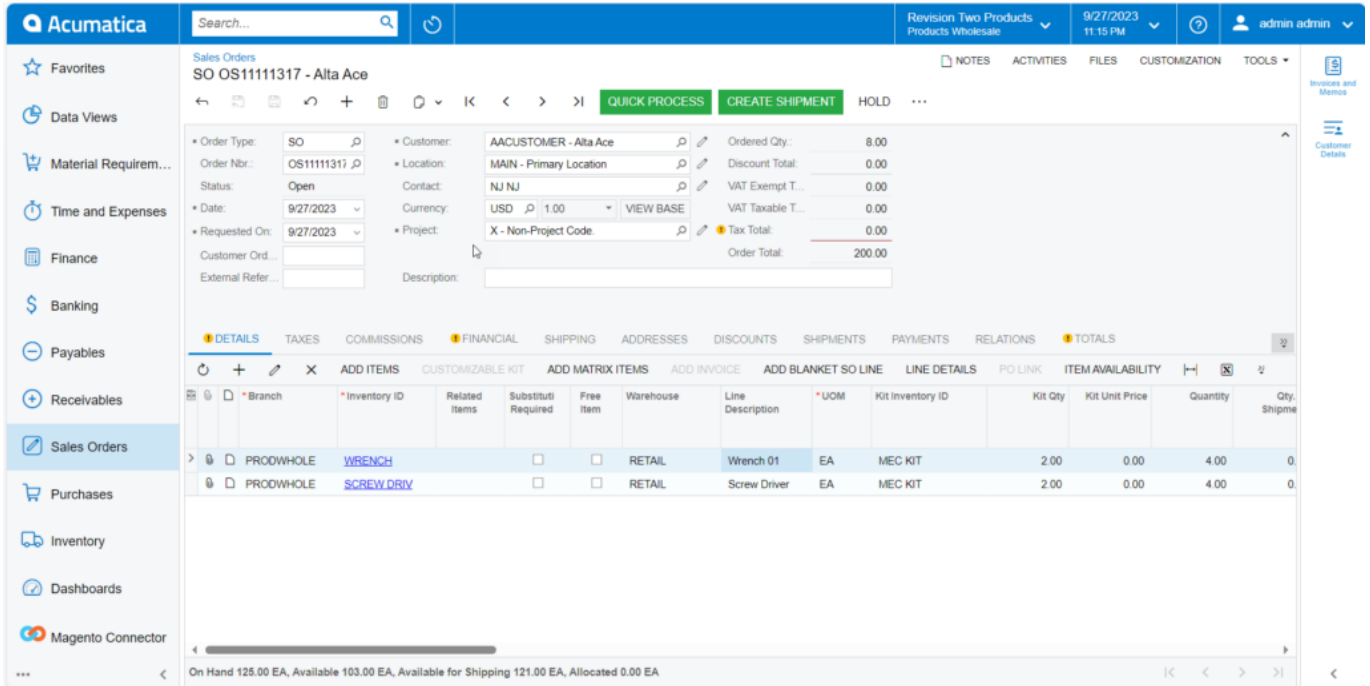 Acumatica
Search...
Revision Two Products
Products Wholesale
9/27/2023
11:15 PM
admin admin
Favorites
Data Views
Material Requirem...
Time and Expenses
Finance
Banking
Payables
Receivables
Sales Orders
Purchases
Inventory
Dashboards
Magento Connector
Sales Orders
SO OS11111317 - Alta Ace
NOTES ACTIVITIES FILES CUSTOMIZATION TOOLS
QUICK PROCESS CREATE SHIPMENT HOLD ...
* Order Type: SO * Customer: AACUSTOMER - Alta Ace Ordered Qty.: 8.00
Order Nbr.: OS11111317 * Location: MAIN - Primary Location Discount Total: 0.00
Status: Open Contact: NJ NJ VAT Exempt T... 0.00
* Date: 9/27/2023 Currency: USD 1.00 VIEW BASE VAT Taxable T... 0.00
* Requested On: 9/27/2023 * Project: X - Non-Project Code. Tax Total: 0.00
Customer Ord... Order Total: 200.00
External Refer... Description:
DETAILS TAXES COMMISSIONS FINANCIAL SHIPPING ADDRESSES DISCOUNTS SHIPMENTS PAYMENTS RELATIONS TOTALS
ADD ITEMS CUSTOMIZABLE KIT ADD MATRIX ITEMS ADD INVOICE ADD BLANKET SO LINE LINE DETAILS PO LINK ITEM AVAILABILITY
* Branch * Inventory ID Related Items Substituti Required Free Item Warehouse Line Description * UOM Kit Inventory ID Kit Qty Kit Unit Price Quantity Qty. Shipme
PRODWHOLE WRENCH RETAIL Wrench 01 EA MEC KIT 2.00 0.00 4.00 0.
PRODWHOLE SCREW DRIV RETAIL Screw Driver EA MEC KIT 2.00 0.00 4.00 0.
On Hand 125.00 EA, Available 103.00 EA, Available for Shipping 121.00 EA, Allocated 0.00 EA
Invoices and
Memos
Customer
Details